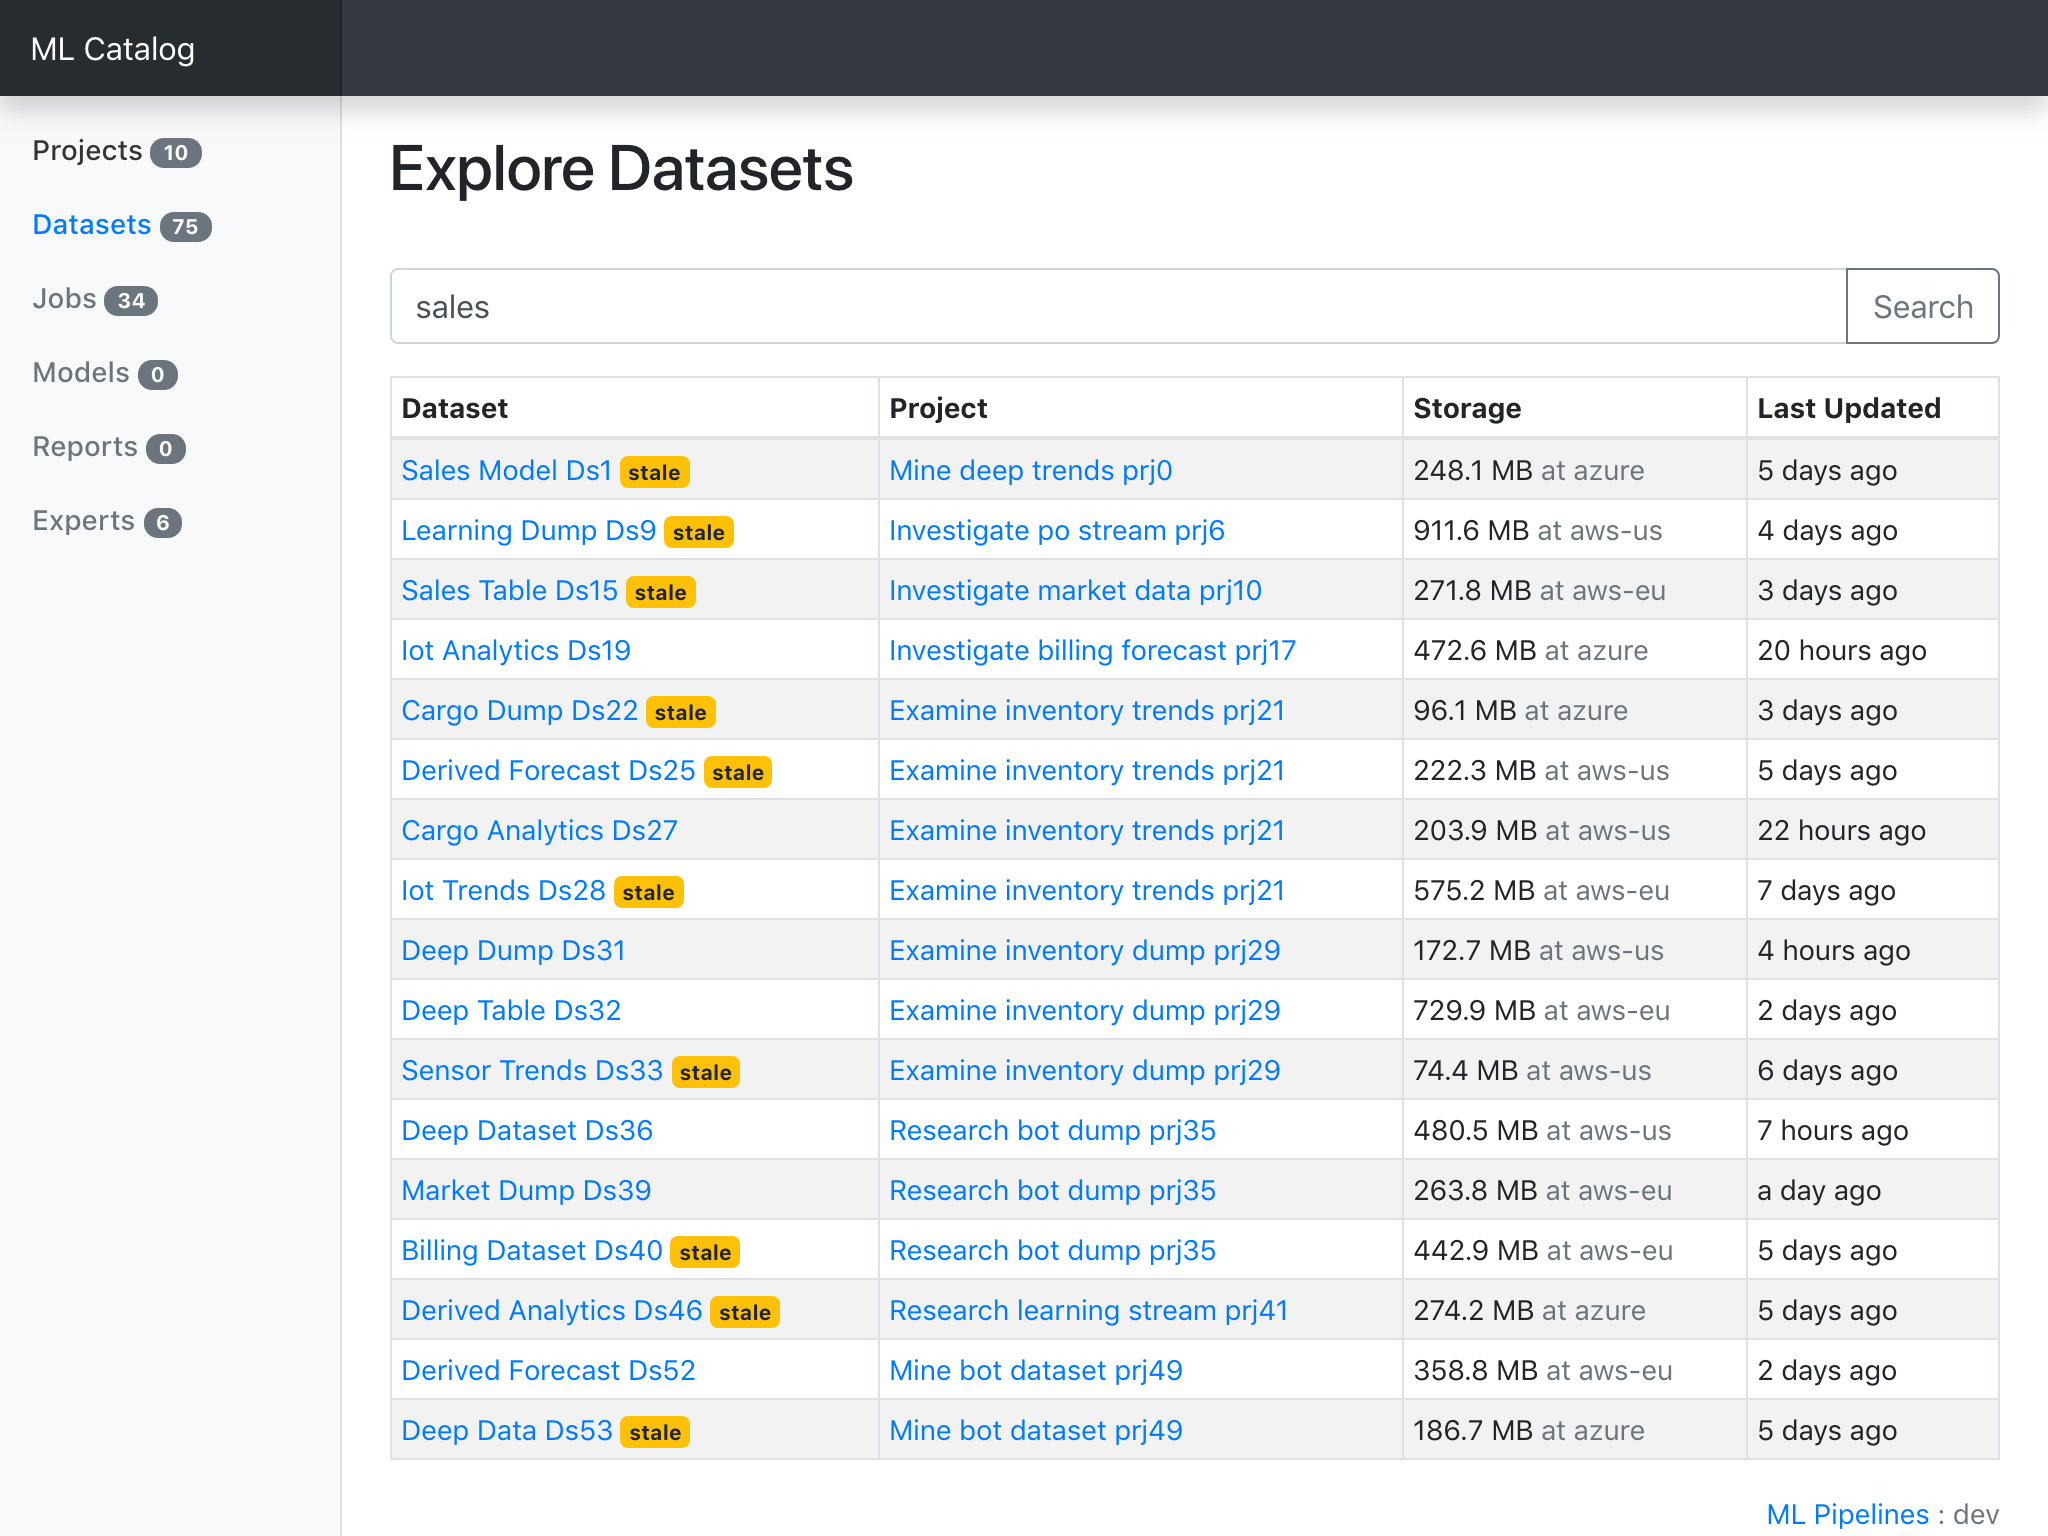 ML Catalog
Projects 10
Datasets 75
Jobs 34
Models 0
Reports 0
Experts 6
Explore Datasets
sales Search
Dataset Project Storage Last Updated
Sales Model Ds1 stale Mine deep trends prj0 248.1 MB at azure 5 days ago
Learning Dump Ds9 stale Investigate po stream prj6 911.6 MB at aws-us 4 days ago
Sales Table Ds15 stale Investigate market data prj10 271.8 MB at aws-eu 3 days ago
Iot Analytics Ds19 Investigate billing forecast prj17 472.6 MB at azure 20 hours ago
Cargo Dump Ds22 stale Examine inventory trends prj21 96.1 MB at azure 3 days ago
Derived Forecast Ds25 stale Examine inventory trends prj21 222.3 MB at aws-us 5 days ago
Cargo Analytics Ds27 Examine inventory trends prj21 203.9 MB at aws-us 22 hours ago
Iot Trends Ds28 stale Examine inventory trends prj21 575.2 MB at aws-eu 7 days ago
Deep Dump Ds31 Examine inventory dump prj29 172.7 MB at aws-us 4 hours ago
Deep Table Ds32 Examine inventory dump prj29 729.9 MB at aws-eu 2 days ago
Sensor Trends Ds33 stale Examine inventory dump prj29 74.4 MB at aws-us 6 days ago
Deep Dataset Ds36 Research bot dump prj35 480.5 MB at aws-us 7 hours ago
Market Dump Ds39 Research bot dump prj35 263.8 MB at aws-eu a day ago
Billing Dataset Ds40 stale Research bot dump prj35 442.9 MB at aws-eu 5 days ago
Derived Analytics Ds46 stale Research learning stream prj41 274.2 MB at azure 5 days ago
Derived Forecast Ds52 Mine bot dataset prj49 358.8 MB at aws-eu 2 days ago
Deep Data Ds53 stale Mine bot dataset prj49 186.7 MB at azure 5 days ago
ML Pipelines : dev